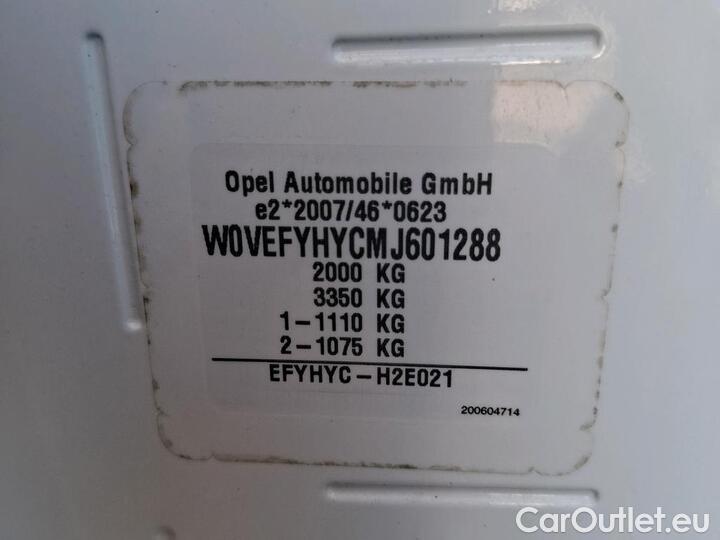 Opel Automobile GmbH
e2*2007/46*0623
W0VEFYHYCMJ601288
2000 KG
3350 KG
1-1110 KG
2-1075 KG
EFYHYC-H2E021
200604714
CarOutlet.eu